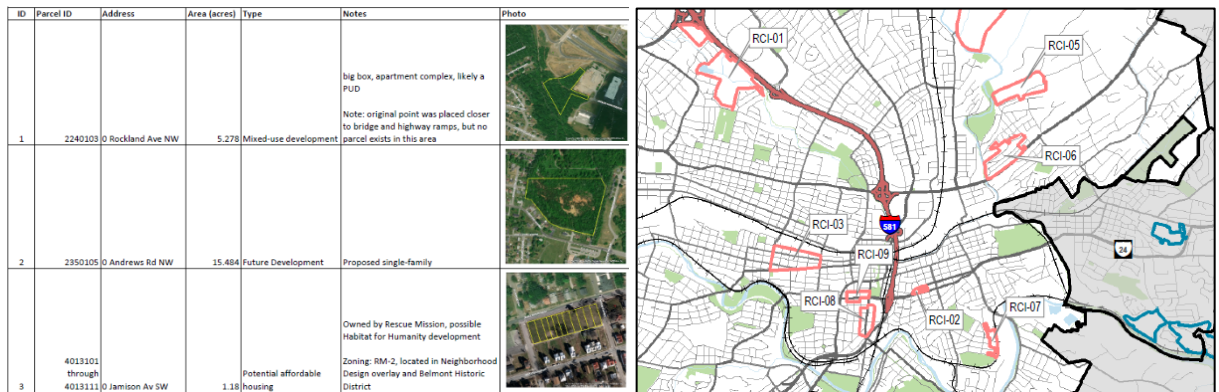 ID Parcel ID Address Area (acres) Type Notes Photo
big box, apartment complex, likely a
PUD
Note: original point was placed closer
to bridge and highway ramps, but no
1 2240103 0 Rockland Ave NW 5.278 Mixed-use development parcel exists in this area
2 2350105 0 Andrews Rd NW 15.484 Future Development Proposed single-family
Owned by Rescue Mission, possible
Habitat for Humanity development
4013101 Zoning: RM-2, located in Neighborhood
through Potential affordable Design overlay and Belmont Historic
3 4013111 0 Jamison Av SW 1.18 housing District
RCI-01
RCI-05
RCI-06
581
24
RCI-03
RCI-09
RCI-08
RCI-02
RCI-07